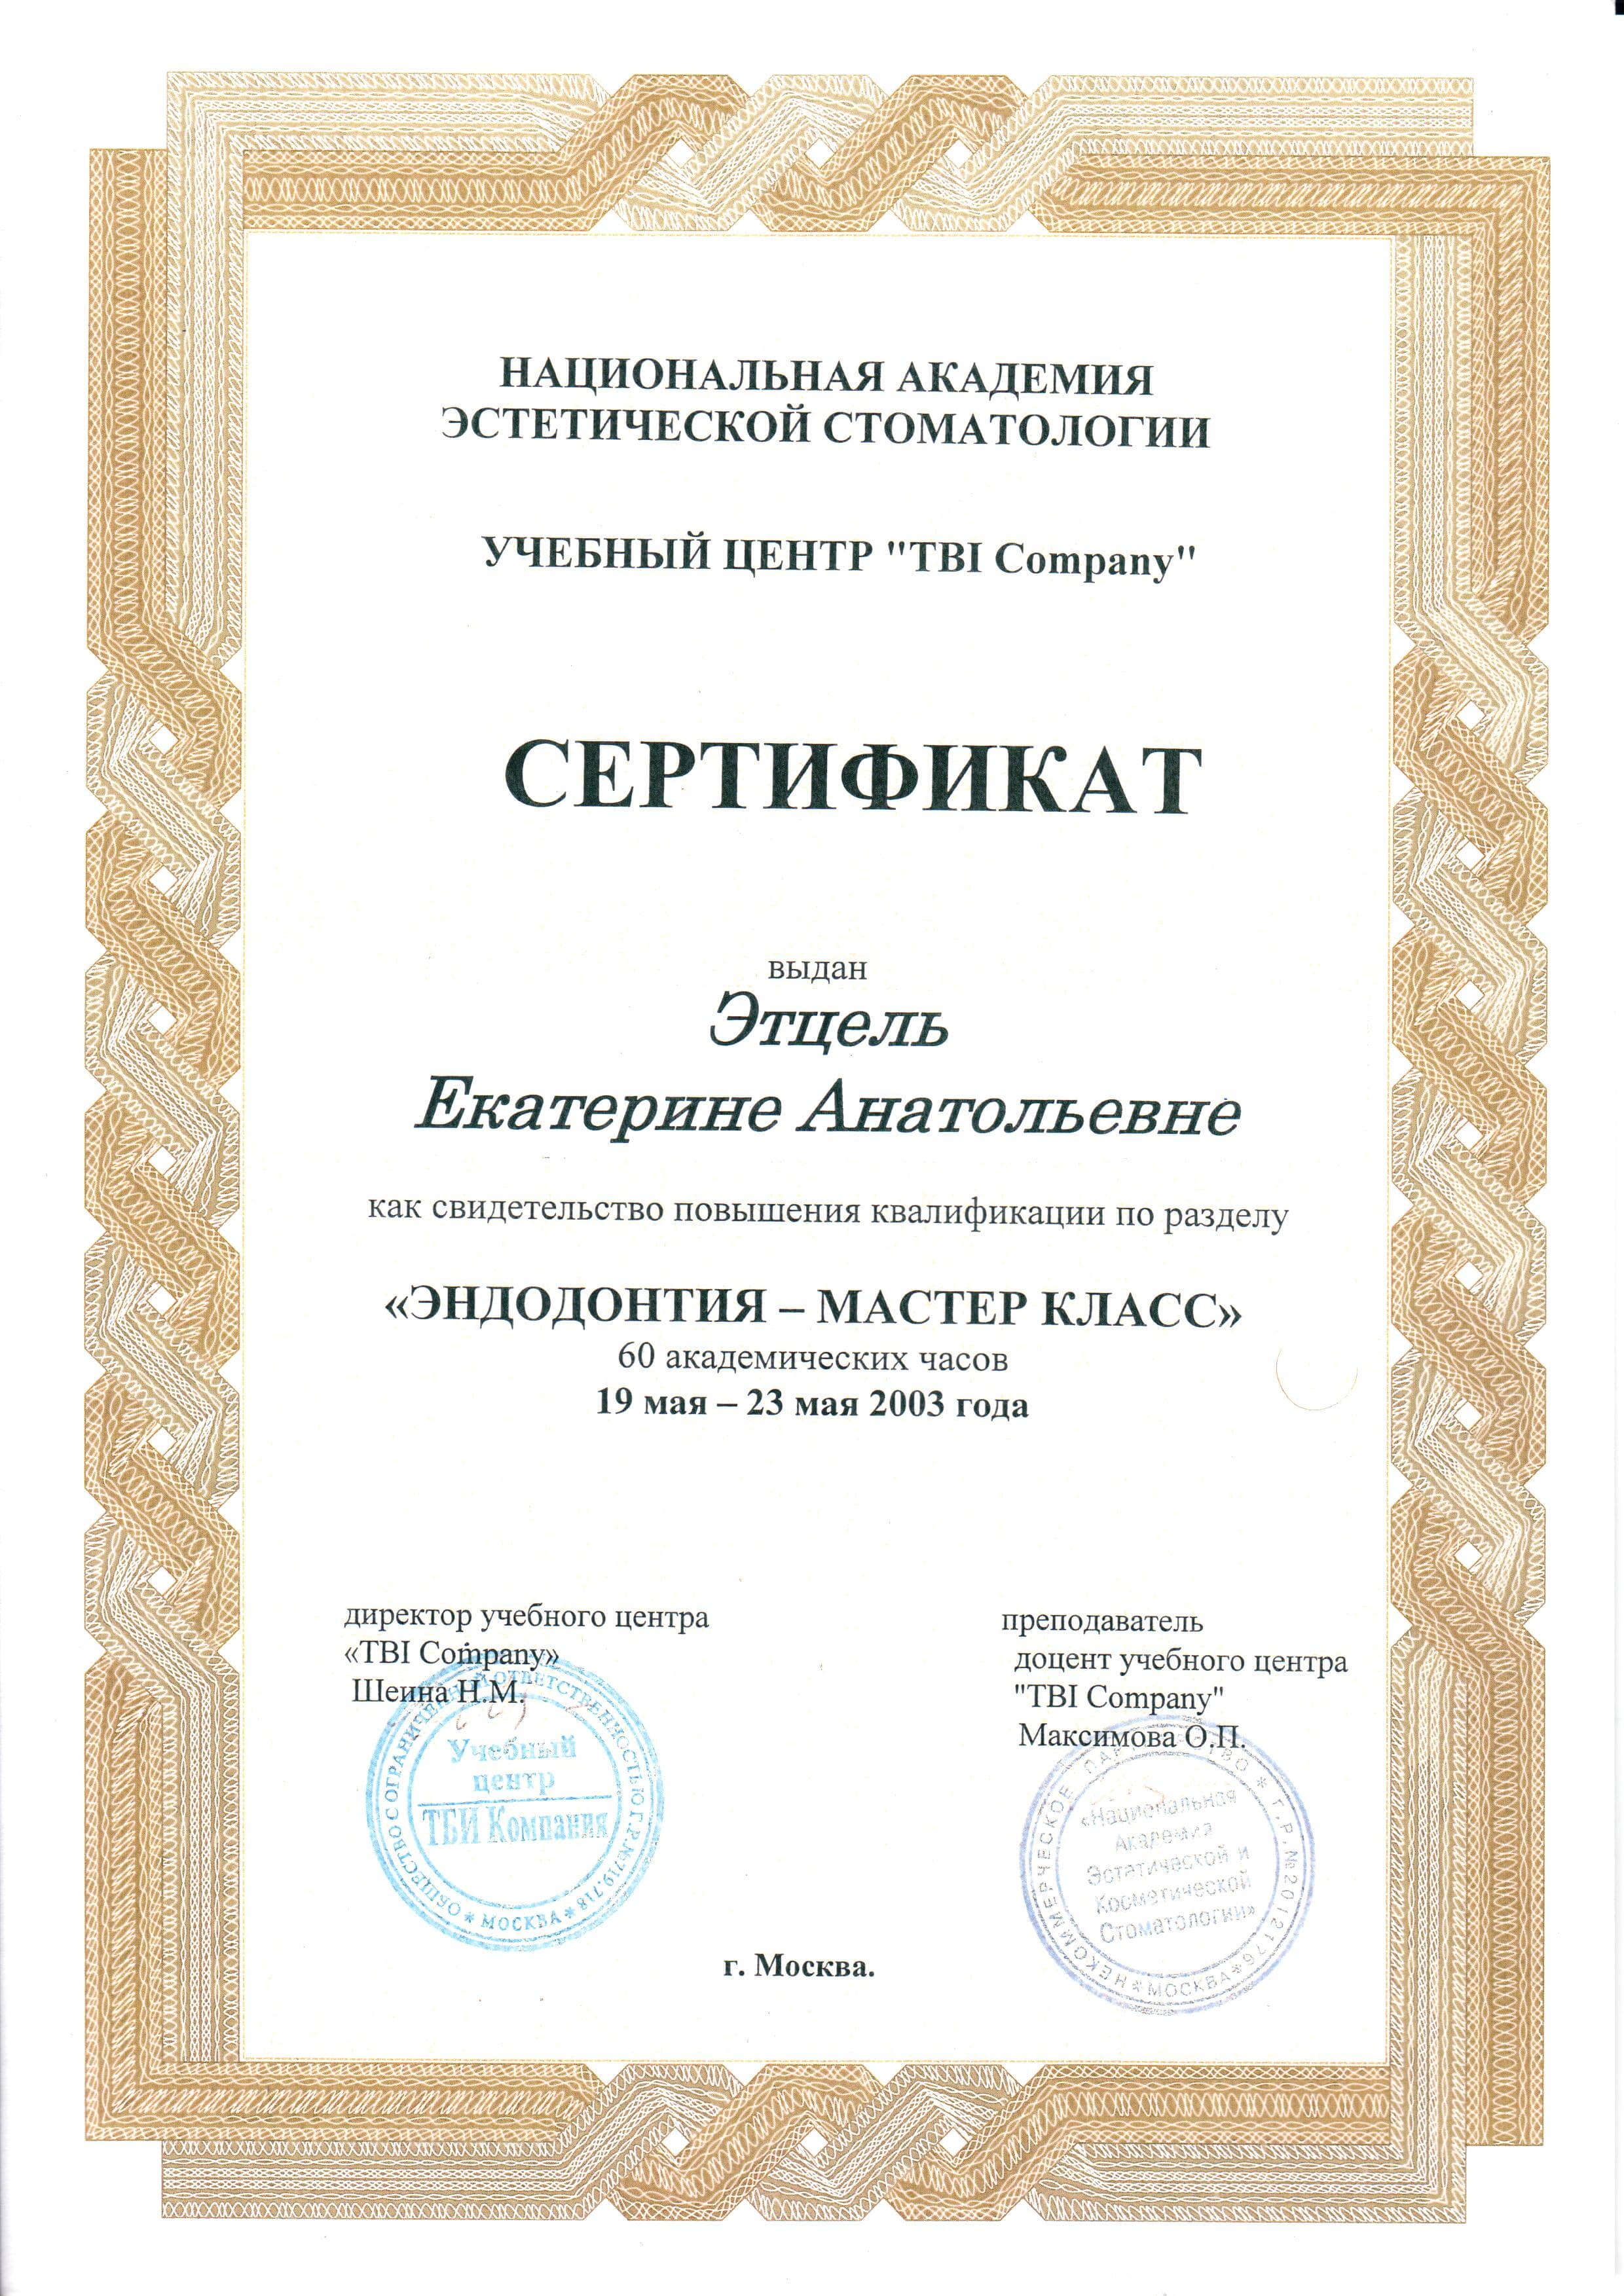 НАЦИОНАЛЬНАЯ АКАДЕМИЯ
ЭСТЕТИЧЕСКОЙ СТОМАТОЛОГИИ
УЧЕБНЫЙ ЦЕНТР "TBI Company"
СЕРТИФИКАТ
выдан
Этцель
Екатерине Анатольевне
как свидетельство повышения квалификации по разделу
«ЭНДОДОНТИЯ – МАСТЕР КЛАСС»
60 академических часов
19 мая – 23 мая 2003 года
директор учебного центра
«TBI Company»
Шеина Н.М.
ОБЩЕСТВО С ОГРАНИЧЕННОЙ ОТВЕТСТВЕННОСТЬЮ Г.Р.№719.718
* МОСКВА *
Учебный
центр
ТБИ Компания
преподаватель
доцент учебного центра
"TBI Company"
Максимова О.П.
НЕКОММЕРЧЕСКОЕ ПАРТНЕРСТВО * Г.Р.№2012176
* МОСКВА *
«Национальная
Академия
Эстетической и
Косметической
Стоматологии»
г. Москва.